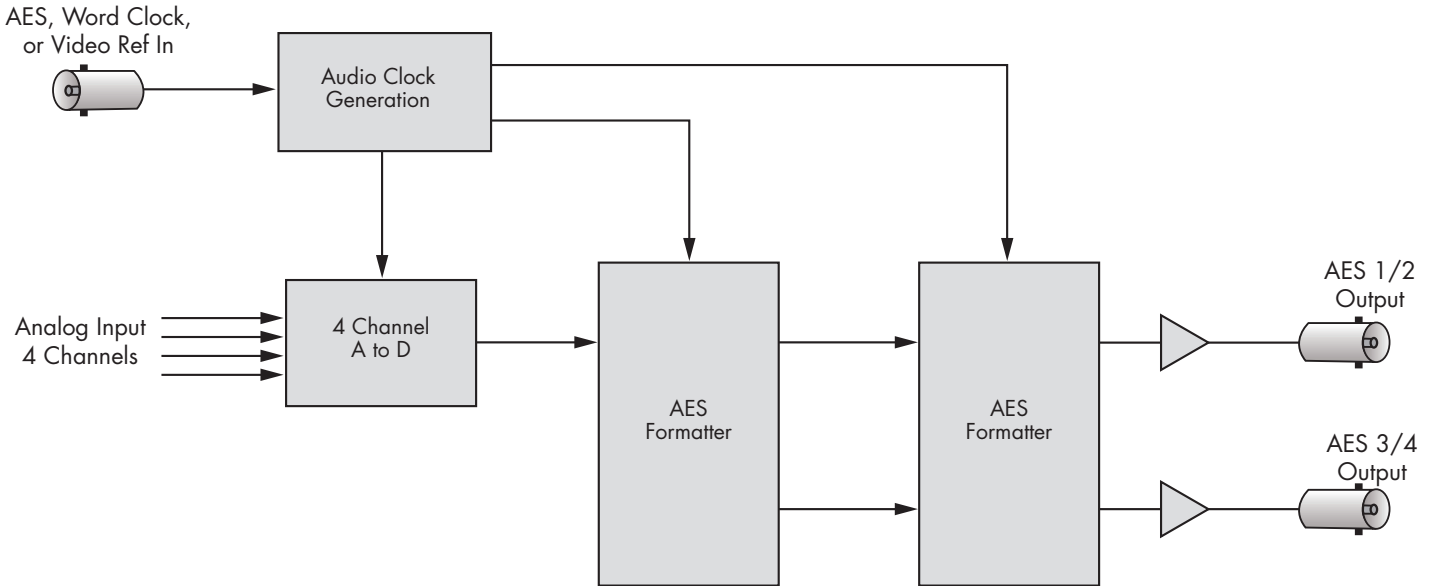 AES, Word Clock,
or Video Ref In
Audio Clock
Generation
Analog Input
4 Channels
4 Channel
A to D
AES
Formatter
AES
Formatter
AES 1/2
Output
AES 3/4
Output